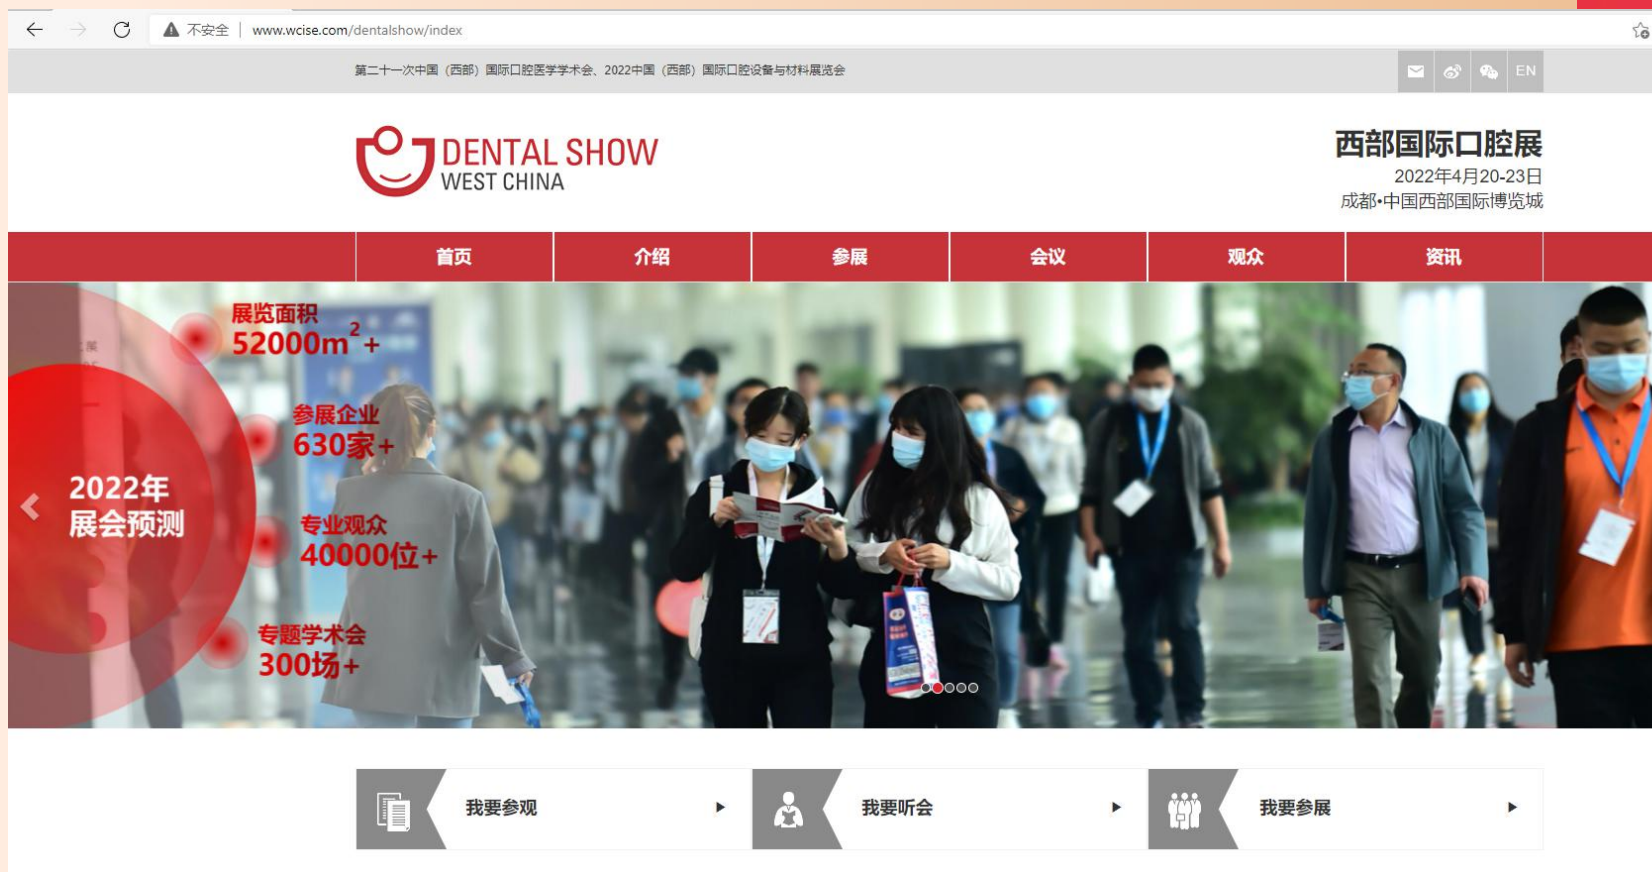 不安全 | www.wcise.com/dentalshow/index
第二十一次中国（西部）国际口腔医学学术会、2022中国（西部）国际口腔设备与材料展览会
EN
DENTAL SHOW
WEST CHINA
西部国际口腔展
2022年4月20-23日
成都•中国西部国际博览城
首页 介绍 参展 会议 观众 资讯
展览面积
52000m²+
参展企业
630家+
2022年
展会预测
专业观众
40000位+
专题学术会
300场+
我要参观 我要听会 我要参展